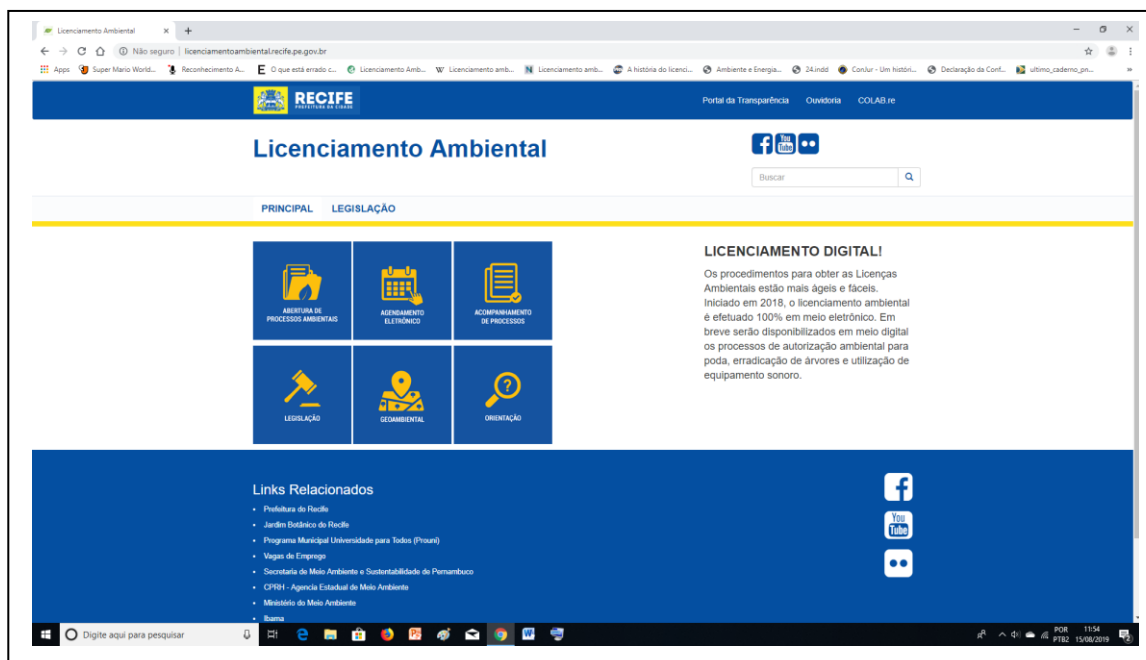 Licenciamento Ambiental
Não seguro | licenciamentoambiental.recife.pe.gov.br
Apps Super Mario World... Reconhecimento A... O que está errado c... Licenciamento Amb... Licenciamento amb... Licenciamento amb... A história do licenci... Ambiente e Energia... 24.indd ConJur - Um históri... Declaração da Conf... ultimo_caderno_pn...
RECIFE
PREFEITURA DA CIDADE
Portal da Transparência Ouvidoria COLAB.re
Licenciamento Ambiental
You Tube
Buscar
PRINCIPAL LEGISLAÇÃO
ABERTURA DE
PROCESSOS AMBIENTAIS
AGENDAMENTO
ELETRÔNICO
ACOMPANHAMENTO
DE PROCESSOS
LEGISLAÇÃO
GEOAMBIENTAL
ORIENTAÇÃO
LICENCIAMENTO DIGITAL!
Os procedimentos para obter as Licenças
Ambientais estão mais ágeis e fáceis.
Iniciado em 2018, o licenciamento ambiental
é efetuado 100% em meio eletrônico. Em
breve serão disponibilizados em meio digital
os processos de autorização ambiental para
poda, erradicação de árvores e utilização de
equipamento sonoro.
Links Relacionados
Prefeitura do Recife
Jardim Botânico do Recife
Programa Municipal Universidade para Todos (Prouni)
Vagas de Emprego
Secretaria de Meio Ambiente e Sustentabilidade de Pernambuco
CPRH - Agencia Estadual de Meio Ambiente
Ministério do Meio Ambiente
Ibama
You
Tube
Digite aqui para pesquisar
POR
PTB2
11:54
15/08/2019